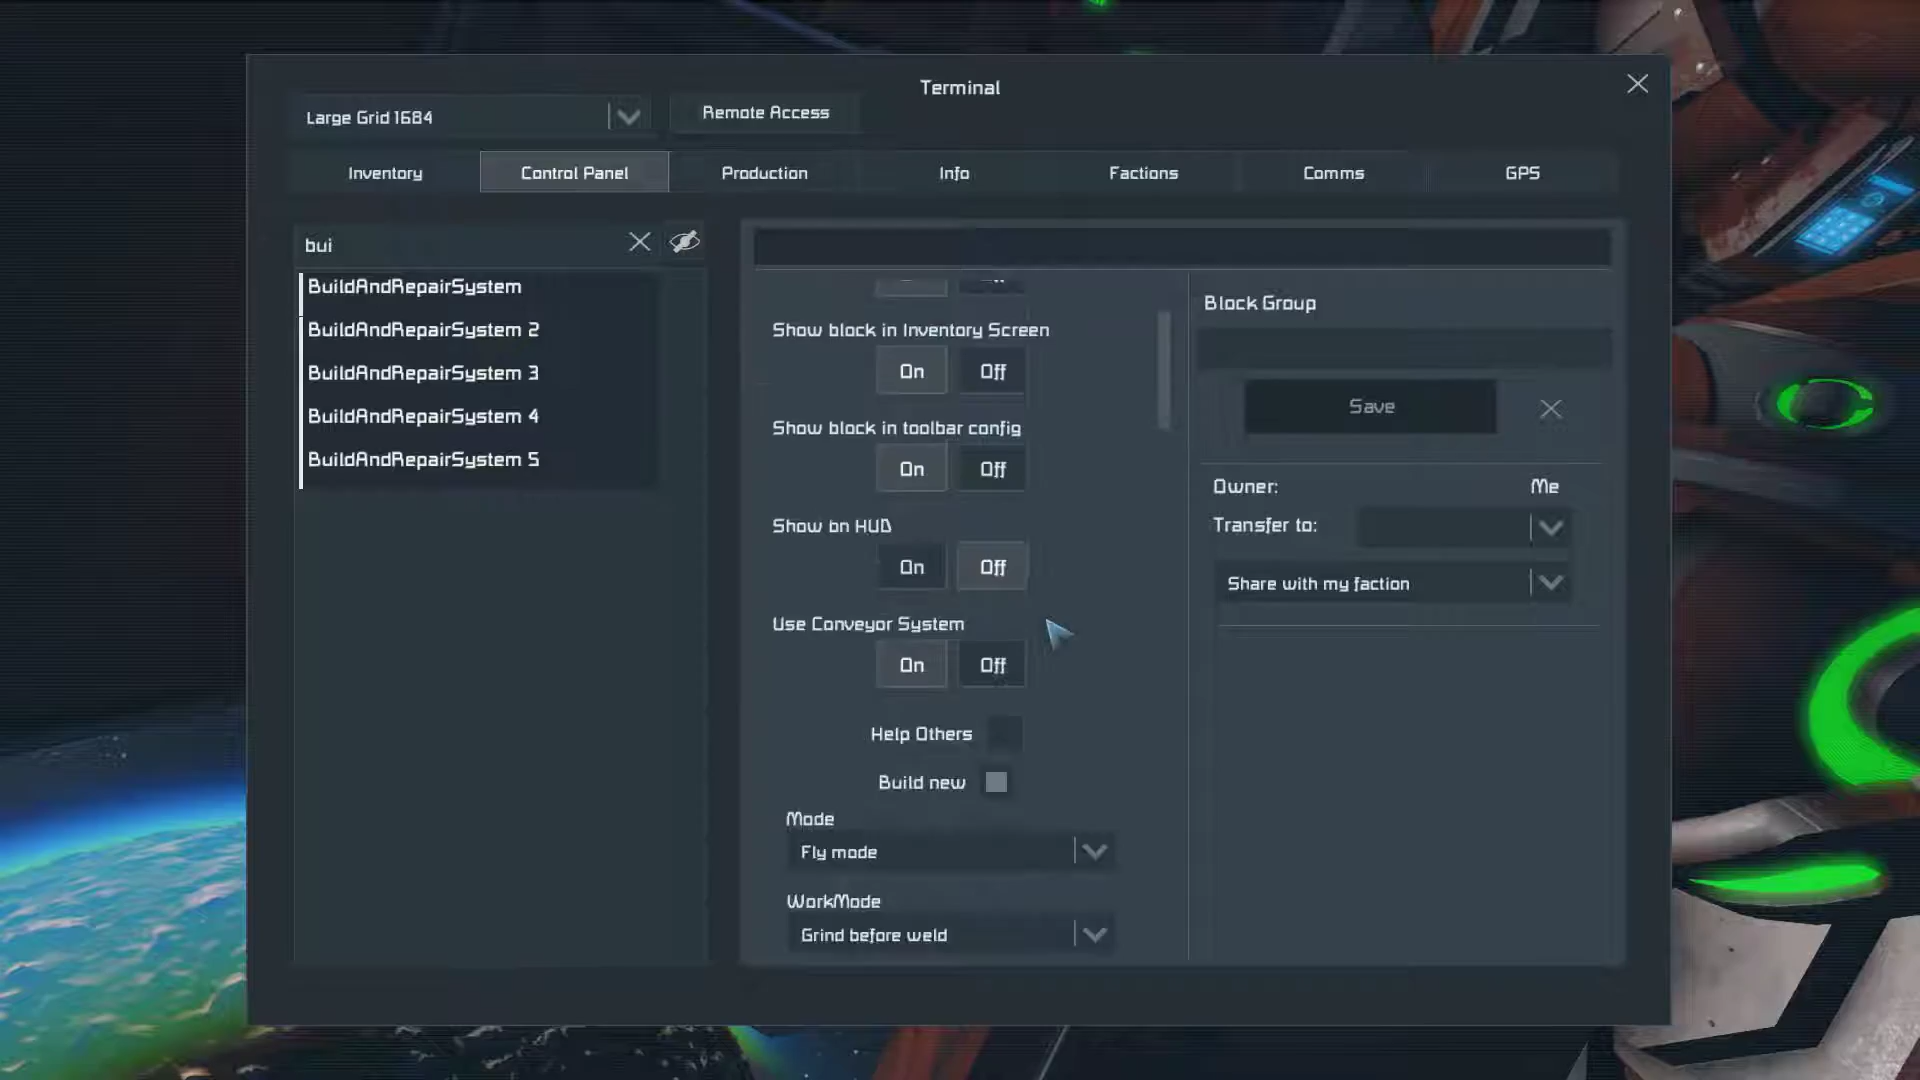 Terminal
Large Grid 1684
Remote Access
Inventory
Control Panel
Production
Info
Factions
Comms
GPS
bui
BuildAndRepairSystem
BuildAndRepairSystem 2
BuildAndRepairSystem 3
BuildAndRepairSystem 4
BuildAndRepairSystem 5
Show block in Inventory Screen
On Off
Show block in toolbar config
On Off
Show on HUD
On Off
Use Conveyor System
On Off
Help Others
Build new
Mode
Fly mode
WorkMode
Grind before weld
Block Group
Save
Owner: Me
Transfer to:
Share with my faction